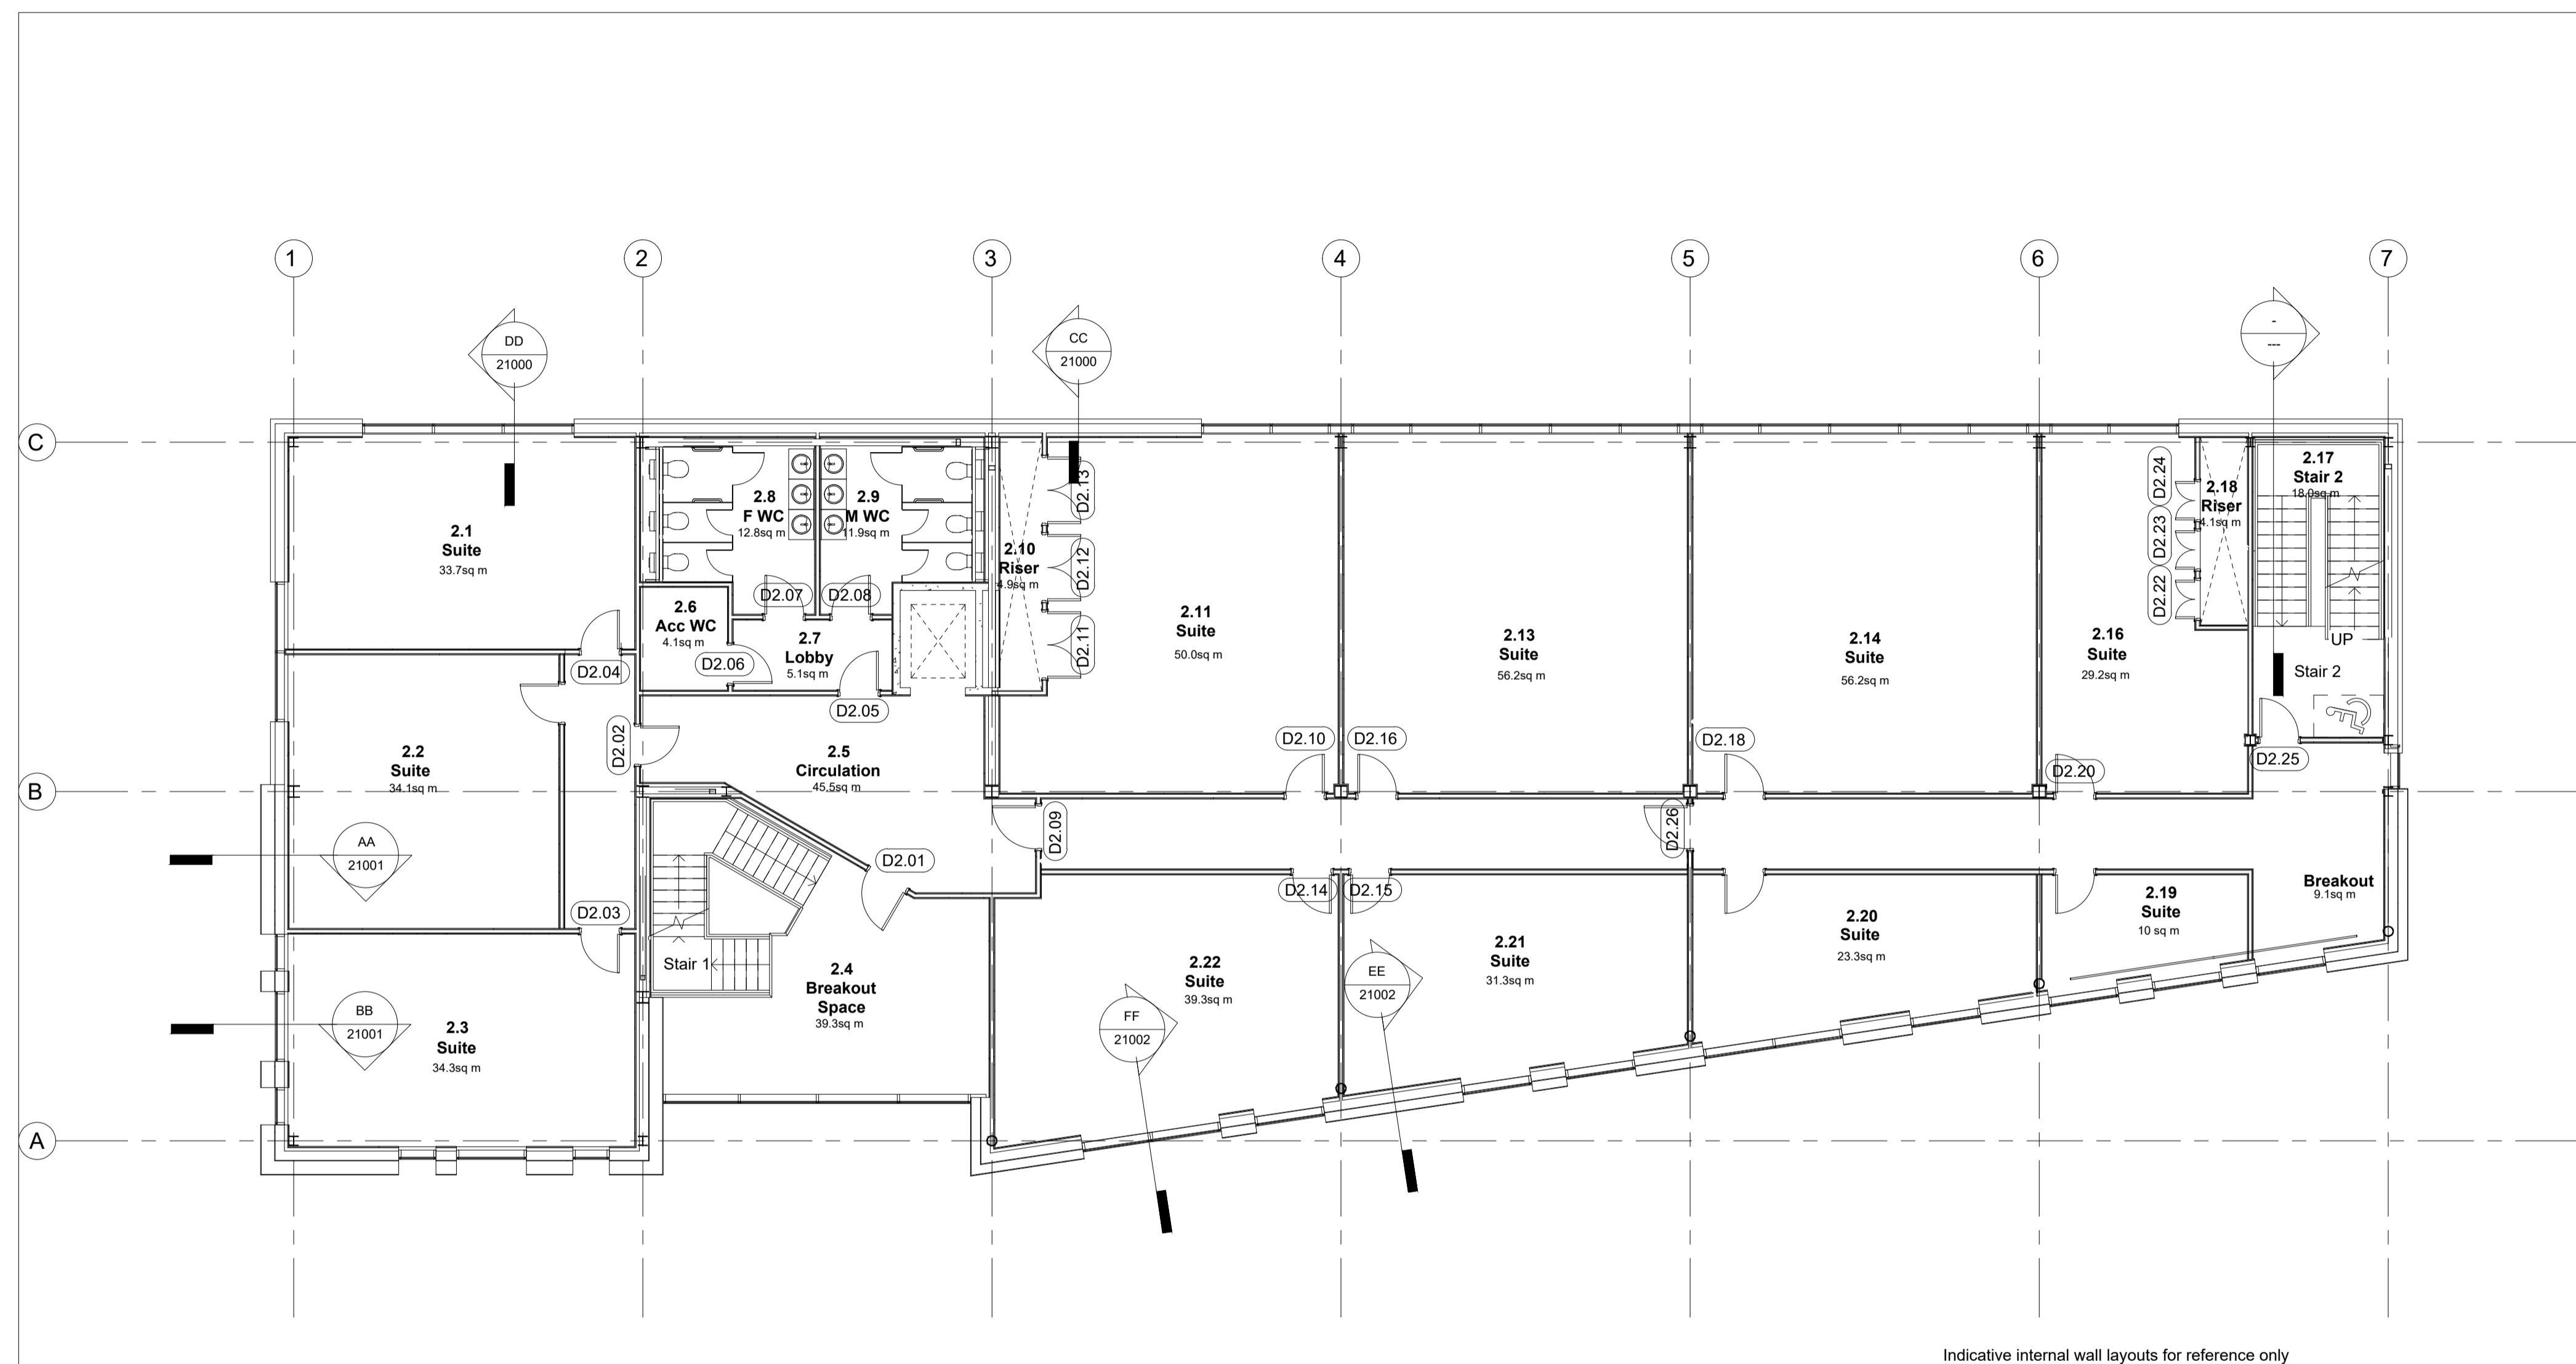 1
2
3
4
5
6
7
DD
21000
CC
21000
-
---
C
B
A
2.1
Suite
33.7sq m
2.8
F WC
12.8sq m
2.9
M WC
11.9sq m
2.10
Riser
4.9sq m
D2.13
D2.12
D2.11
2.11
Suite
50.0sq m
2.13
Suite
56.2sq m
2.14
Suite
56.2sq m
2.16
Suite
29.2sq m
D2.24
D2.23
D2.22
2.18
Riser
4.1sq m
2.17
Stair 2
18.0sq m
UP
Stair 2
D2.07
D2.08
2.6
Acc WC
4.1sq m
D2.06
2.7
Lobby
5.1sq m
D2.05
D2.04
D2.02
2.2
Suite
34.1sq m
2.5
Circulation
45.5sq m
D2.10
D2.16
D2.18
D2.20
D2.25
D2.09
D2.26
AA
21001
D2.01
D2.03
D2.14
D2.15
Breakout
9.1sq m
2.19
Suite
10 sq m
2.20
Suite
23.3sq m
2.21
Suite
31.3sq m
2.22
Suite
39.3sq m
Stair 1
2.4
Breakout
Space
39.3sq m
EE
21002
FF
21002
BB
21001
2.3
Suite
34.3sq m
Indicative internal wall layouts for reference only